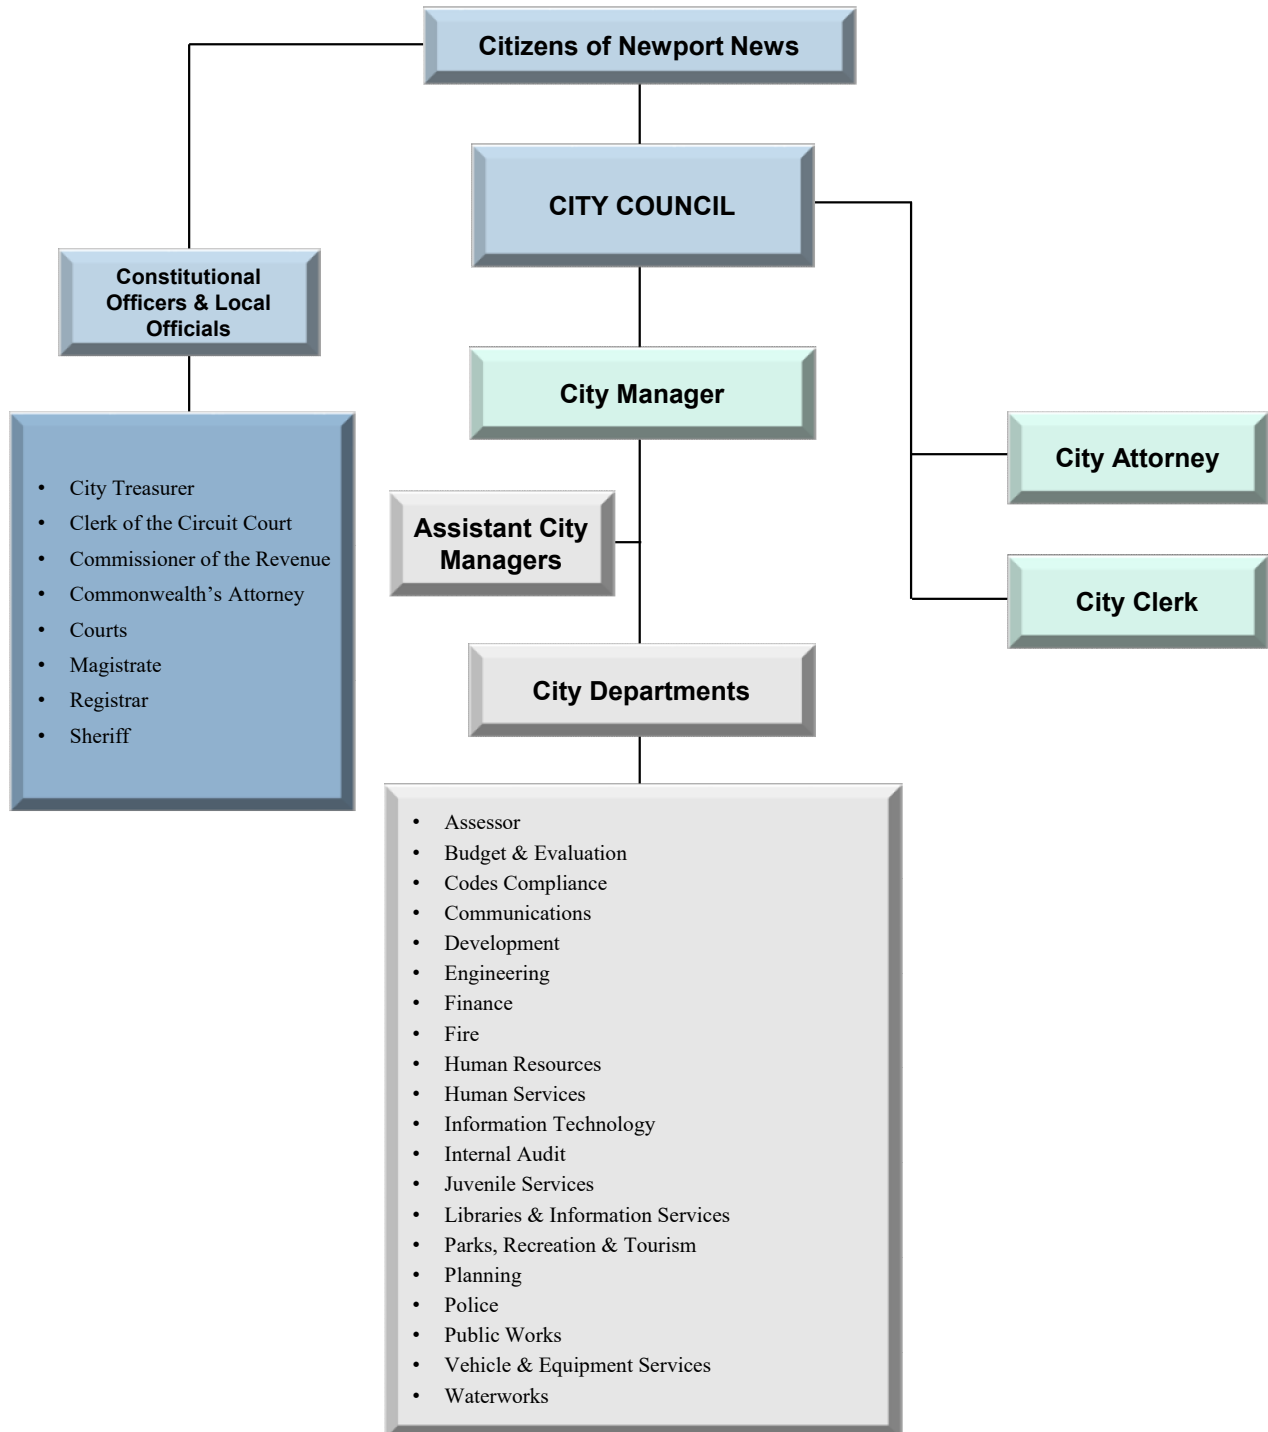 Citizens of Newport News
CITY COUNCIL
Constitutional
Officers & Local
Officials
City Manager
• City Treasurer
• Clerk of the Circuit Court
• Commissioner of the Revenue
• Commonwealth’s Attorney
• Courts
• Magistrate
• Registrar
• Sheriff
City Attorney
Assistant City
Managers
City Clerk
City Departments
• Assessor
• Budget & Evaluation
• Codes Compliance
• Communications
• Development
• Engineering
• Finance
• Fire
• Human Resources
• Human Services
• Information Technology
• Internal Audit
• Juvenile Services
• Libraries & Information Services
• Parks, Recreation & Tourism
• Planning
• Police
• Public Works
• Vehicle & Equipment Services
• Waterworks